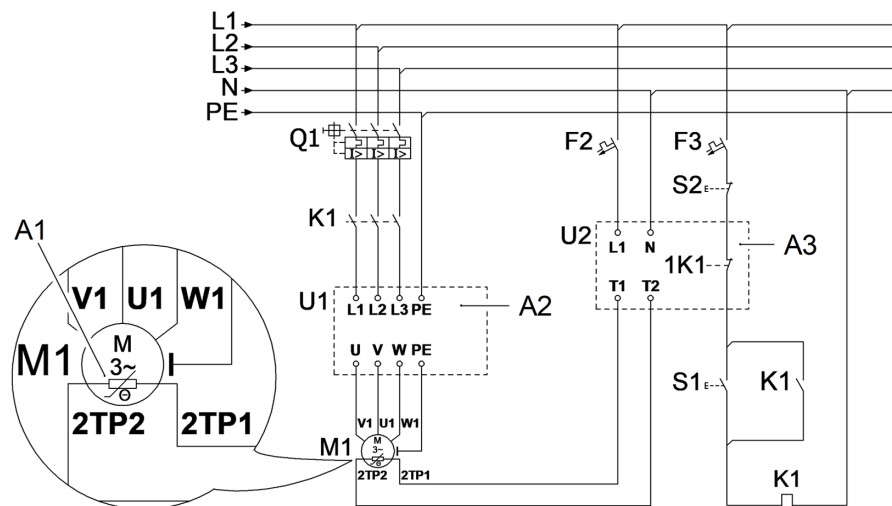 L1
L2
L3
N
PE
Q1
I> I> I>
F2
F3
S2 E
K1
A1
U2
L1 N
A3
1K1
T1 T2
V1 U1 W1
U1
L1 L2 L3 PE
A2
U V W PE
M1
M
3~
Θ
S1 E
K1
2TP2 2TP1
V1 U1 W1
M1
M
3~
Θ
2TP2 2TP1
K1